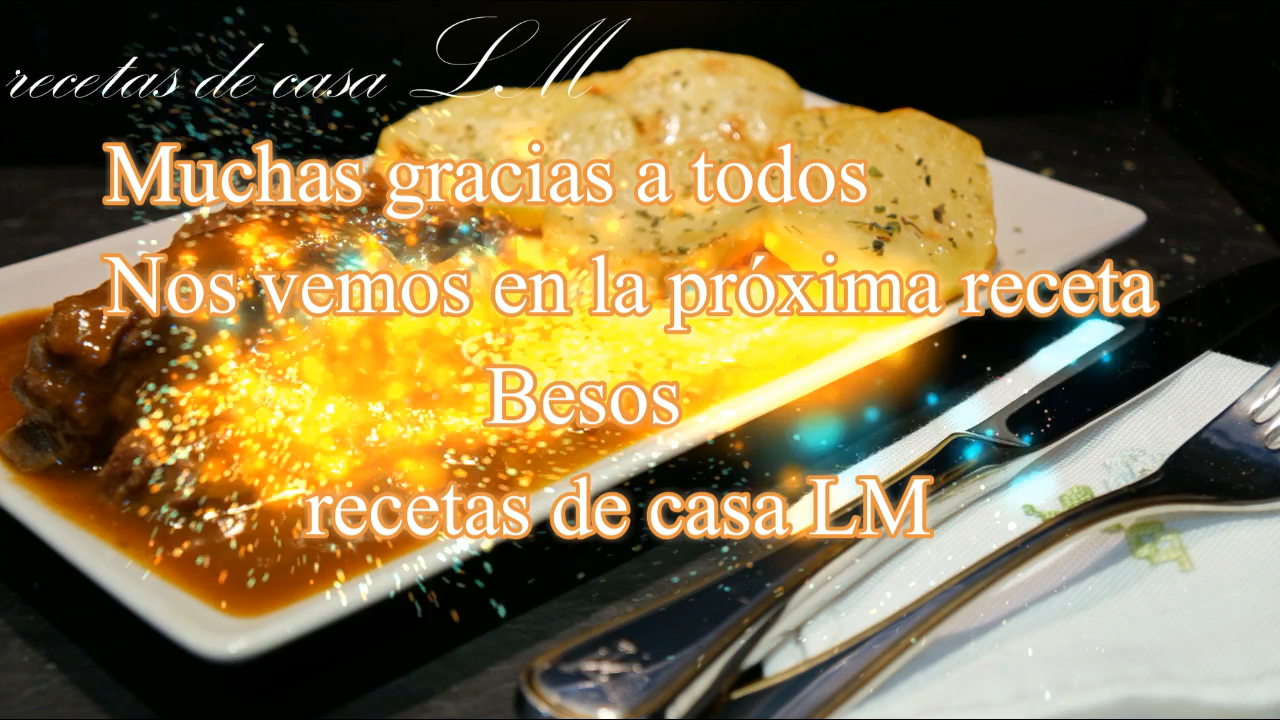 recetas de casa LM
Muchas gracias a todos
Nos vemos en la próxima receta
Besos
recetas de casa LM